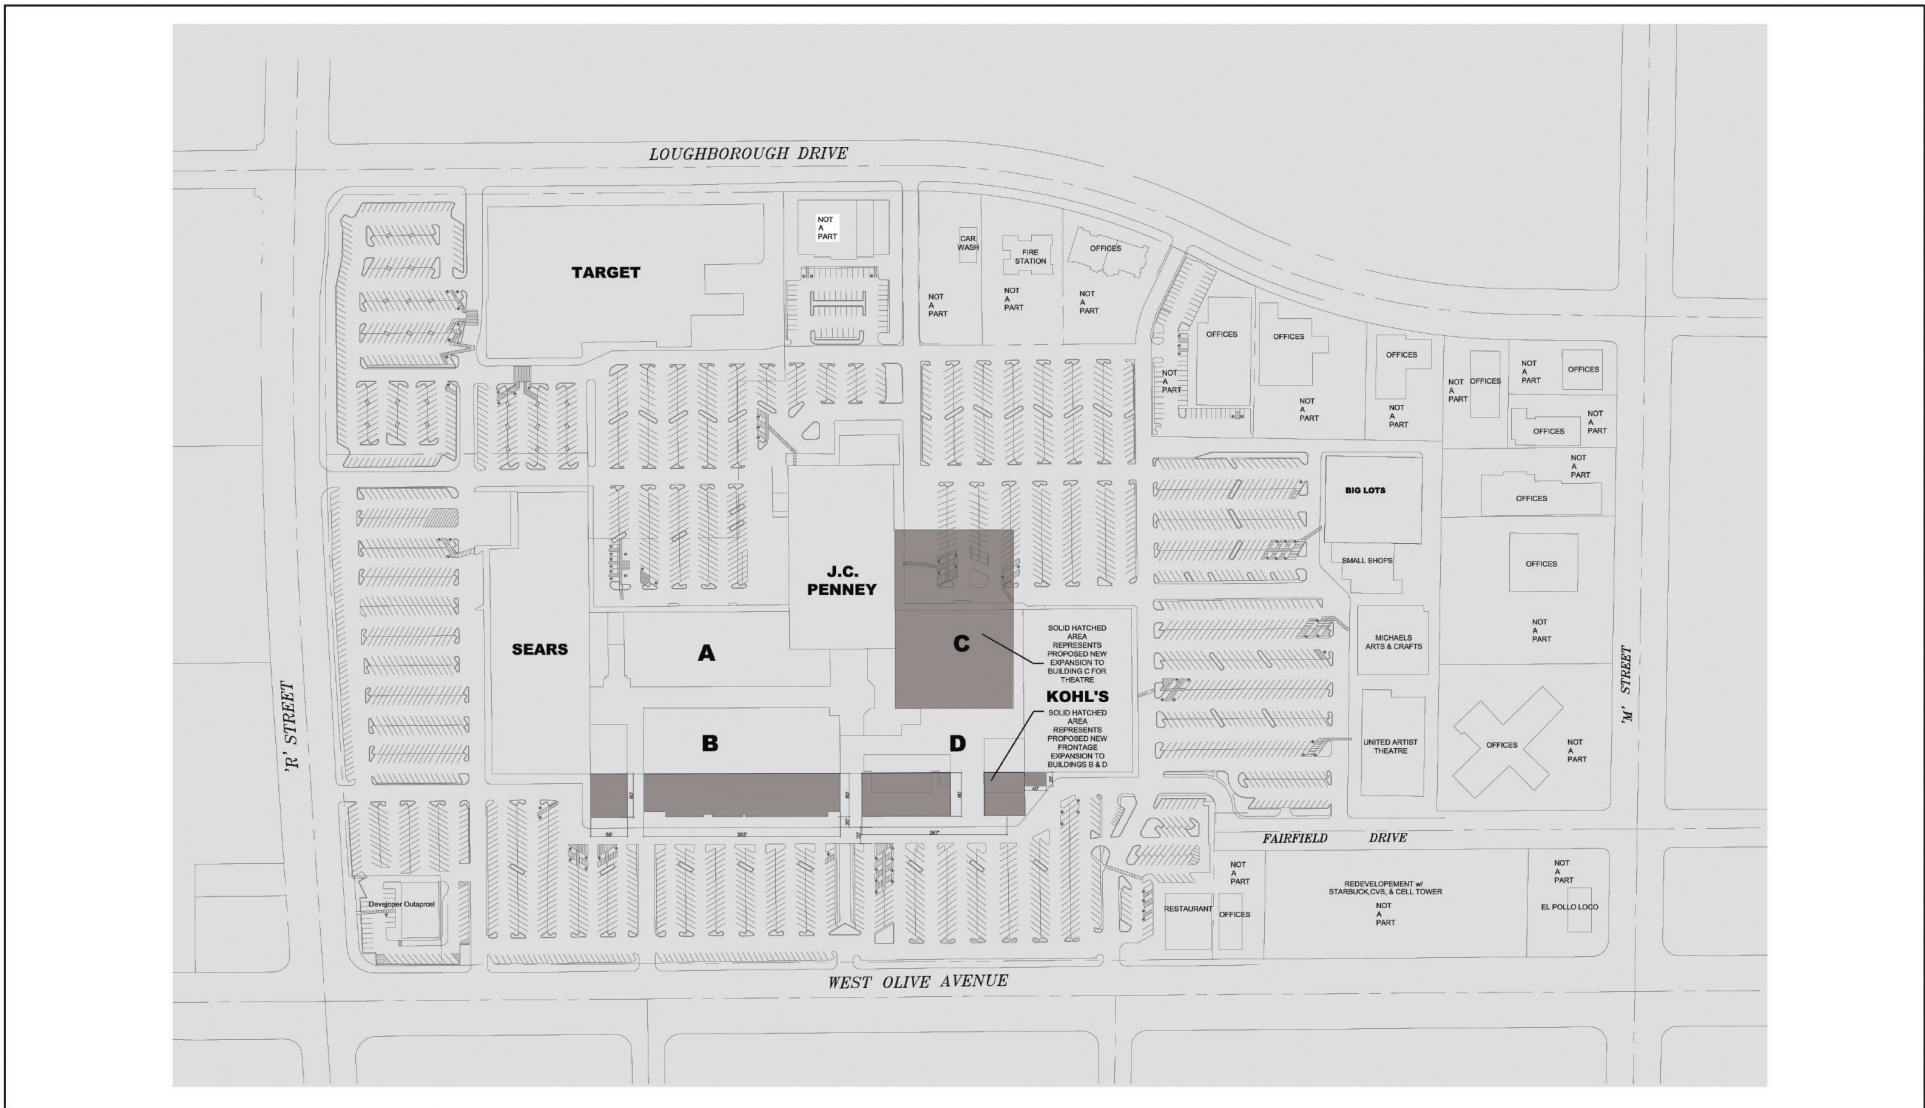 LOUGHBOROUGH DRIVE
NOT
A
PART
TARGET
CAR
WASH
FIRE
STATION
OFFICES
NOT
A
PART
NOT
A
PART
NOT
A
PART
OFFICES
OFFICES
OFFICES
OFFICES
NOT
A
PART
OFFICES
NOT
A
PART
NOT
A
PART
NOT
A
PART
NOT
A
PART
OFFICES
NOT
A
PART
NOT
A
PART
OFFICES
BIG LOTS
SMALL SHOPS
OFFICES
NOT
A
PART
J.C.
PENNEY
SEARS
A
C
SOLID HATCHED
AREA
REPRESENTS
PROPOSED NEW
EXPANSION TO
BUILDING C FOR
THEATRE
KOHL'S
SOLID HATCHED
AREA
REPRESENTS
PROPOSED NEW
FRONTAGE
EXPANSION TO
BUILDINGS B & D
MICHAELS
ARTS & CRAFTS
'R' STREET
'M' STREET
B
D
UNITED ARTIST
THEATRE
OFFICES
NOT
A
PART
40'
FAIRFIELD DRIVE
Developer Outaprcel
NOT
A
PART
RESTAURANT
OFFICES
REDEVELOPEMENT w/
STARBUCK,CVS, & CELL TOWER
NOT
A
PART
NOT
A
PART
EL POLLO LOCO
WEST OLIVE AVENUE